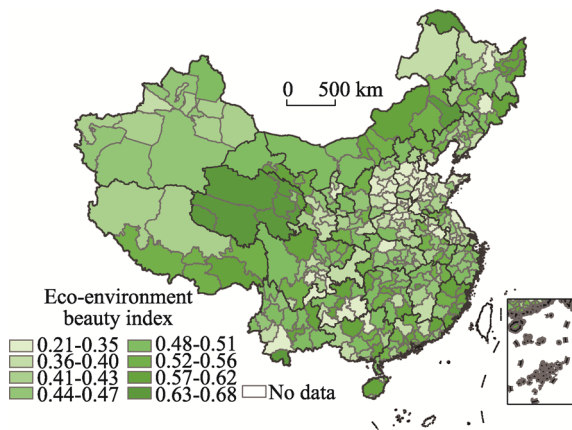 0 500 km
Eco-environment
beauty index
0.21-0.35 0.48-0.51
0.36-0.40 0.52-0.56
0.41-0.43 0.57-0.62
0.44-0.47 0.63-0.68 No data